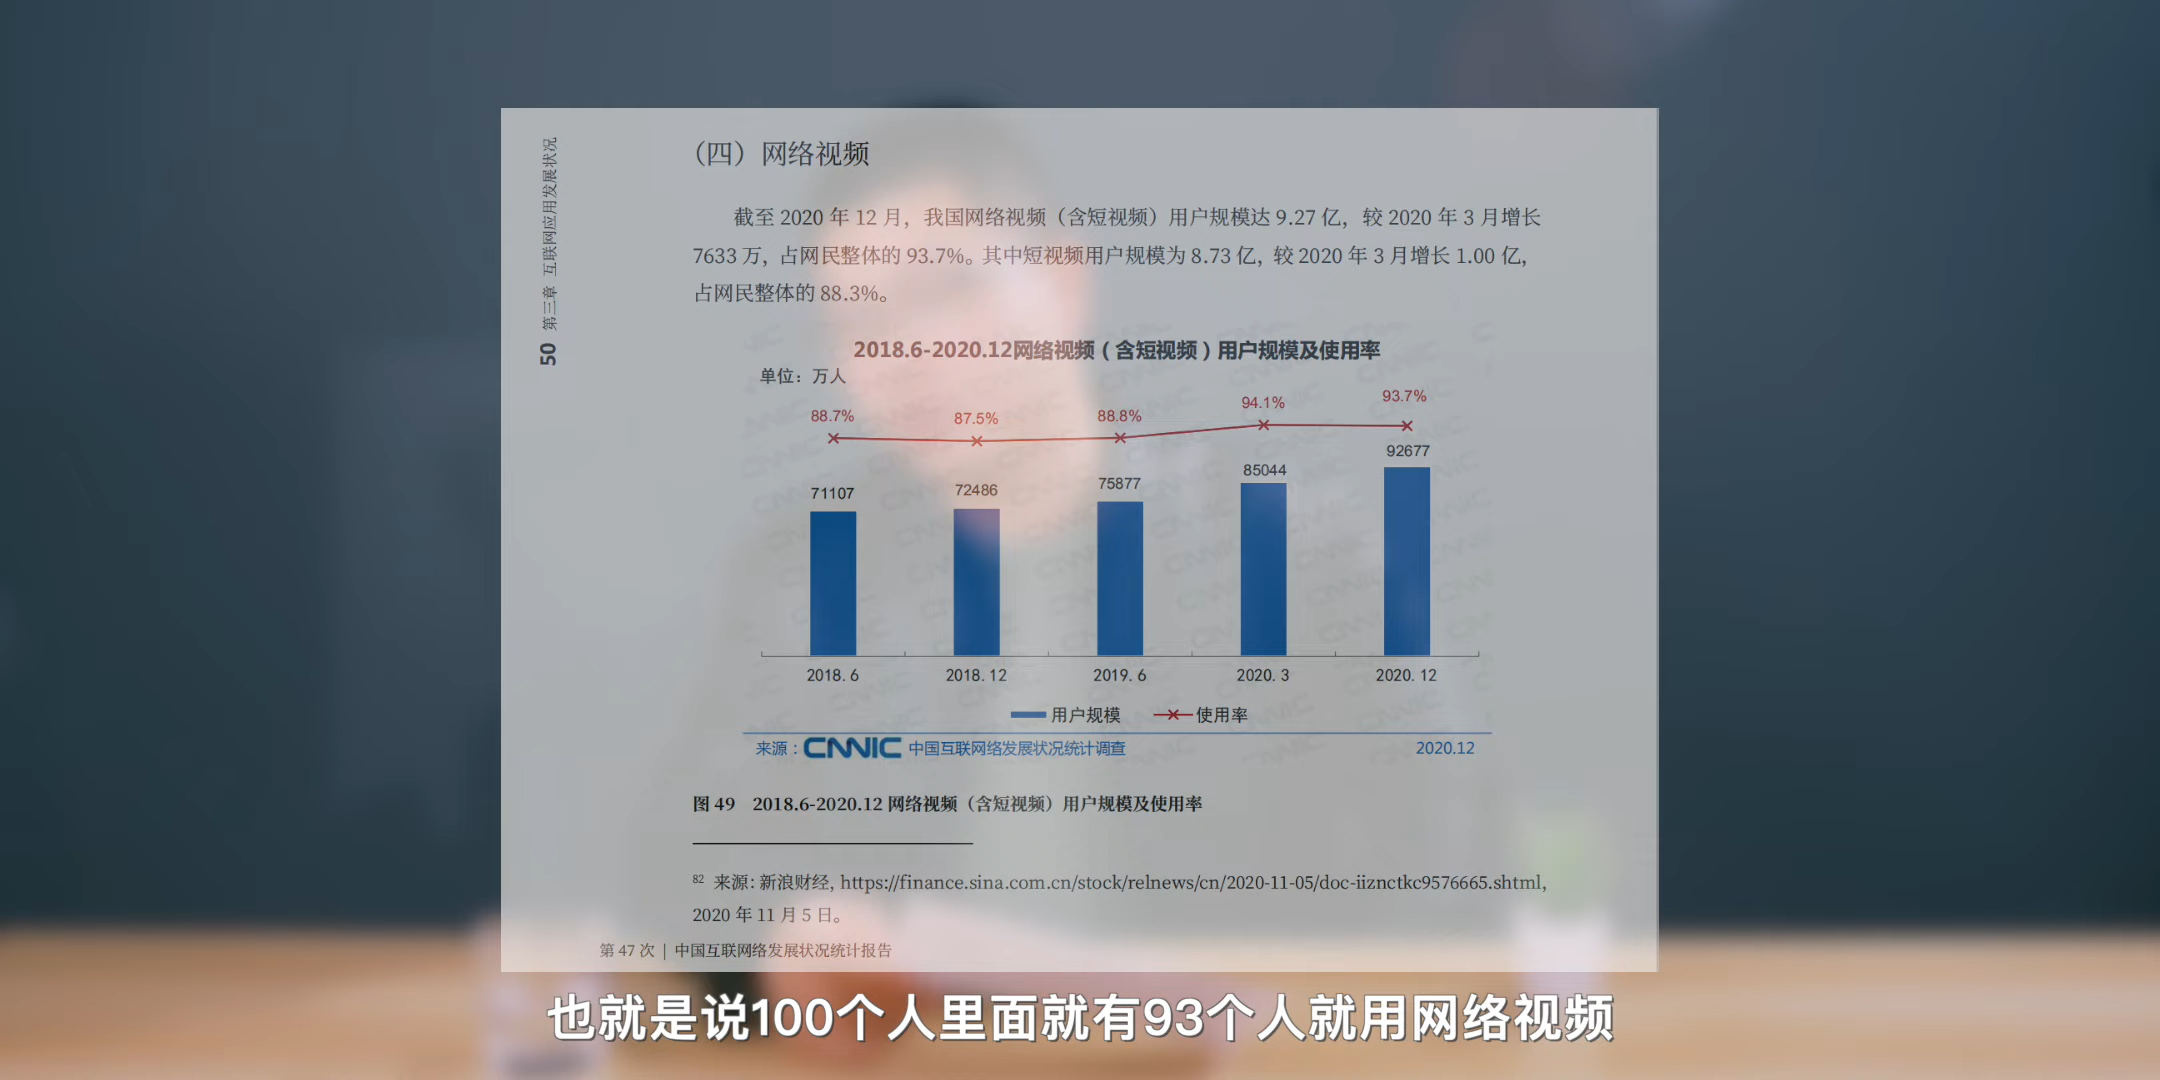 第三章 互联网应用发展状况
50
（四）网络视频
截至 2020 年 12 月，我国网络视频（含短视频）用户规模达 9.27 亿，较 2020 年 3 月增长
7633 万，占网民整体的 93.7%。其中短视频用户规模为 8.73 亿，较 2020 年 3 月增长 1.00 亿，
占网民整体的 88.3%。
2018.6-2020.12网络视频（含短视频）用户规模及使用率
单位：万人
88.7% 87.5% 88.8% 94.1% 93.7%
71107 72486 75877 85044 92677
2018.6 2018.12 2019.6 2020.3 2020.12
用户规模 使用率
来源：CNNIC 中国互联网络发展状况统计调查 2020.12
图 49 2018.6-2020.12 网络视频（含短视频）用户规模及使用率
82 来源：新浪财经, https://finance.sina.com.cn/stock/relnews/cn/2020-11-05/doc-iiznctkc9576665.shtml,
2020 年 11 月 5 日。
第 47 次 | 中国互联网络发展状况统计报告
也就是说100个人里面就有93个人就用网络视频